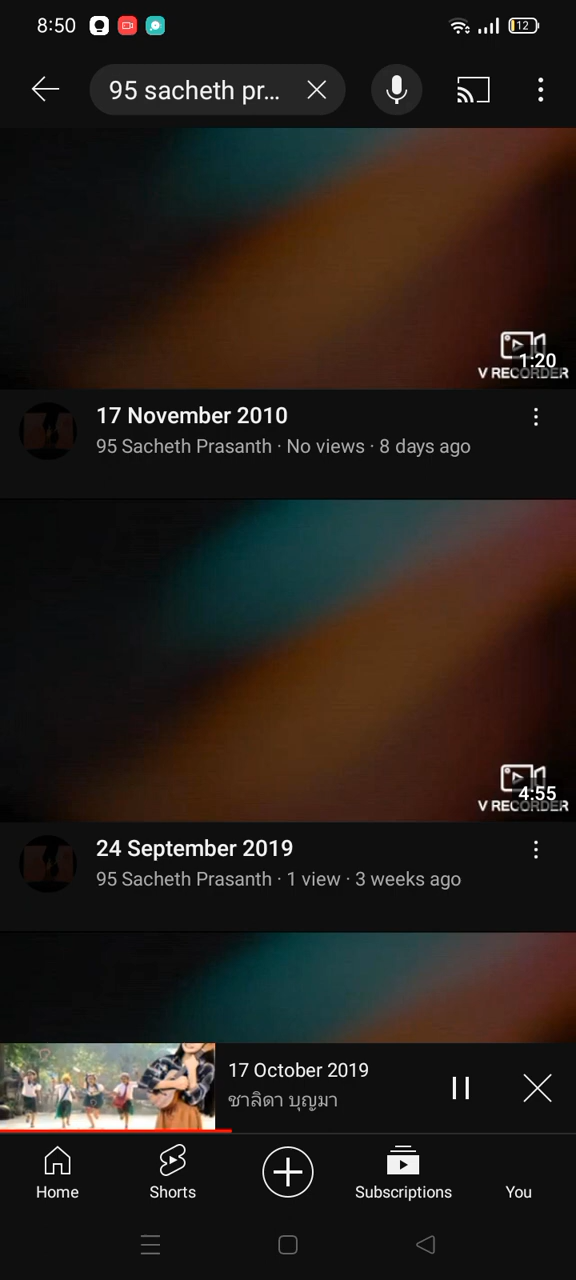 8:50
12
95 sacheth pr...
1:20
V RECORDER
17 November 2010
95 Sacheth Prasanth · No views · 8 days ago
4:55
V RECORDER
24 September 2019
95 Sacheth Prasanth · 1 view · 3 weeks ago
17 October 2019
ชาลิดา บุญมา
Home
Shorts
Subscriptions
You